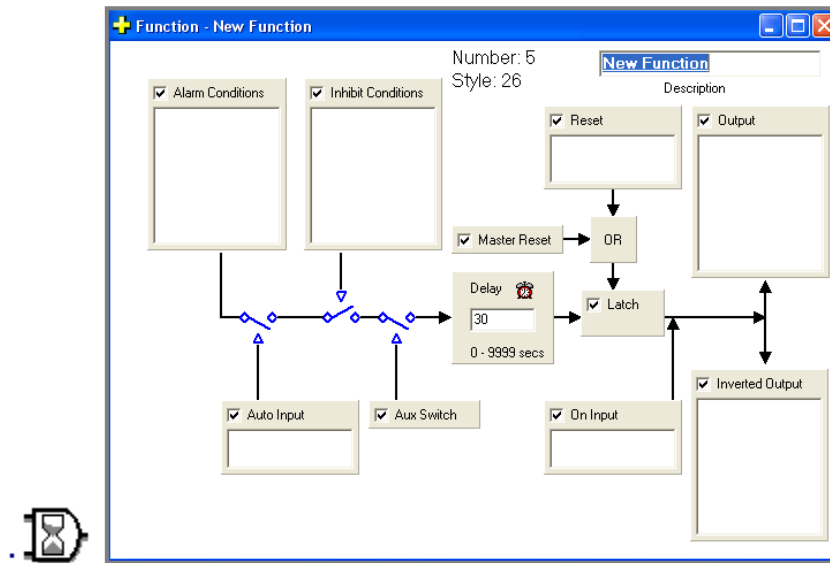 Function - New Function
Number: 5
Style: 26
New Function
Description
Alarm Conditions
Inhibit Conditions
Reset
Output
Master Reset
OR
Delay
30
0 - 9999 secs
Latch
Auto Input
Aux Switch
On Input
Inverted Output